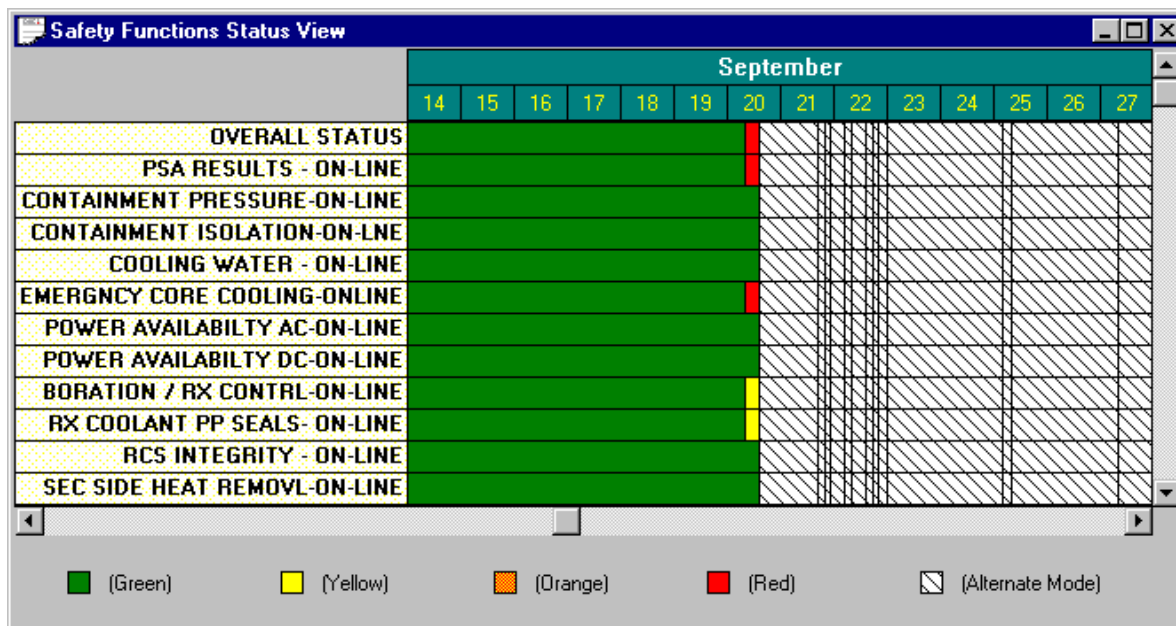 Safety Functions Status View
September
14 15 16 17 18 19 20 21 22 23 24 25 26 27
OVERALL STATUS
PSA RESULTS - ON-LINE
CONTAINMENT PRESSURE-ON-LINE
CONTAINMENT ISOLATION-ON-LNE
COOLING WATER - ON-LINE
EMERGNCY CORE COOLING-ONLINE
POWER AVAILABILTY AC-ON-LINE
POWER AVAILABILTY DC-ON-LINE
BORATION / RX CONTRL-ON-LINE
RX COOLANT PP SEALS- ON-LINE
RCS INTEGRITY - ON-LINE
SEC SIDE HEAT REMOVL-ON-LINE
(Green) (Yellow) (Orange) (Red) (Alternate Mode)